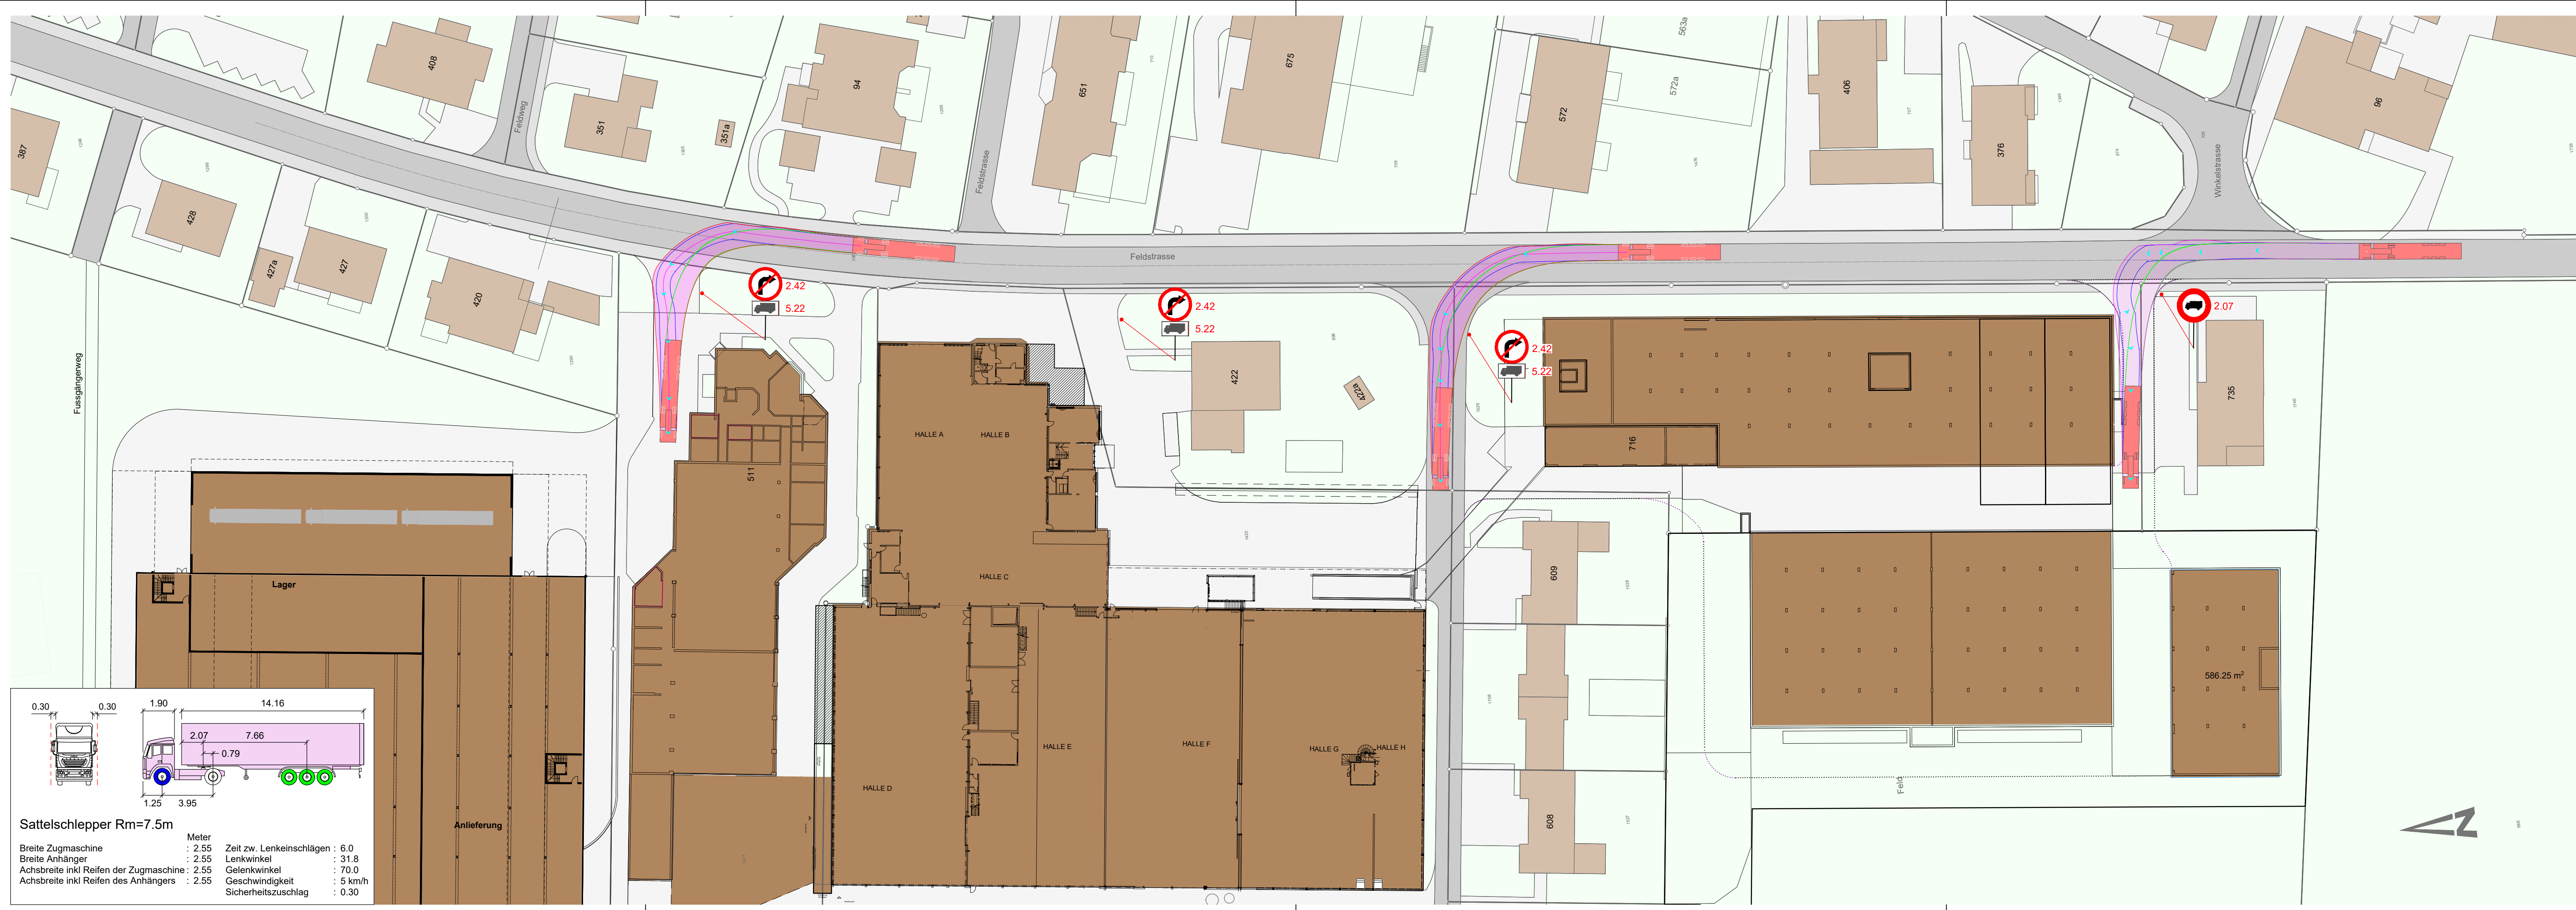 387
408
Feldweg
351
351a
94
Feldstrasse
651
675
572
572a
563a
406
376
Winkelstrasse
96
428
427a
427
420
Feldstrasse
2.42
5.22
2.42
5.22
2.42
5.22
2.07
422
422a
735
716
Fussgängerweg
511
HALLE A
HALLE B
HALLE C
609
Lager
586.25 m²
HALLE D
HALLE E
HALLE F
HALLE G
HALLE H
608
Feld
Anlieferung
N
0.30
0.30
1.90
14.16
2.07
7.66
0.79
1.25
3.95
Sattelschlepper Rm=7.5m
Meter
Breite Zugmaschine : 2.55 Zeit zw. Lenkeinschlägen : 6.0
Breite Anhänger : 2.55 Lenkwinkel : 31.8
Achsbreite inkl Reifen der Zugmaschine : 2.55 Gelenkwinkel : 70.0
Achsbreite inkl Reifen des Anhängers : 2.55 Geschwindigkeit : 5 km/h
Sicherheitszuschlag : 0.30